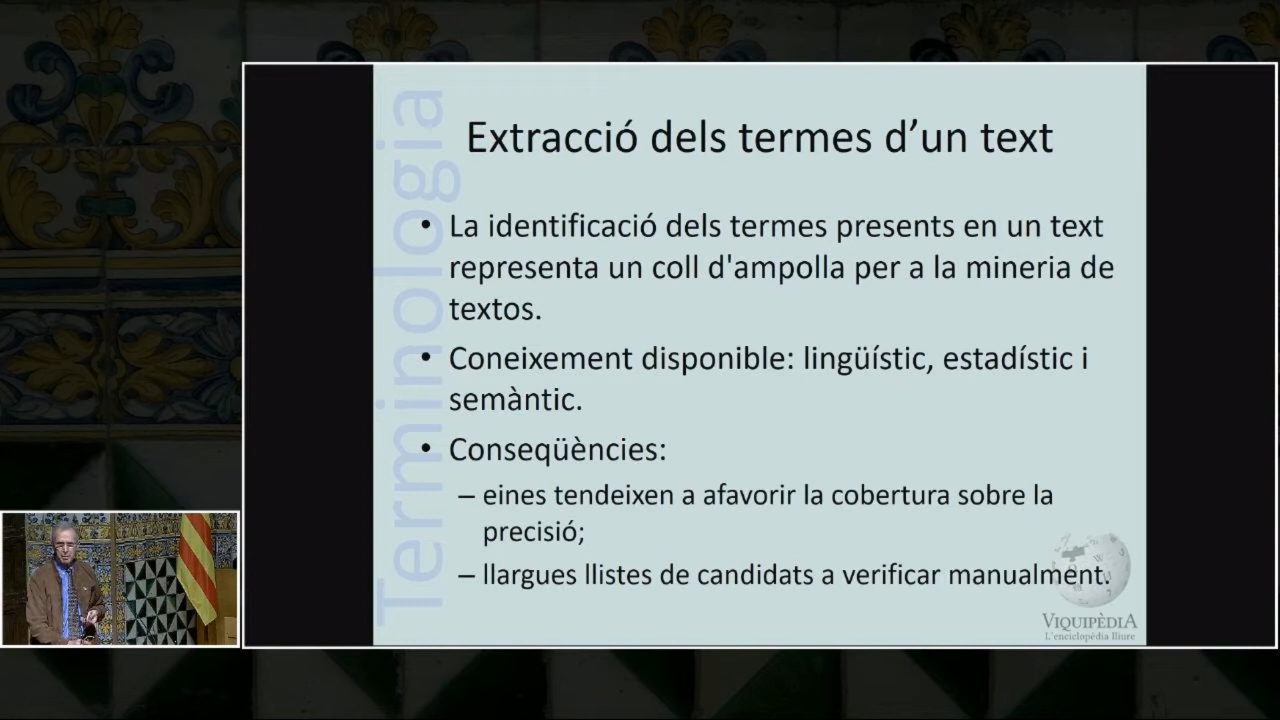 Terminologia
Extracció dels termes d’un text
• La identificació dels termes presents en un text
representa un coll d'ampolla per a la mineria de
textos.
• Coneixement disponible: lingüístic, estadístic i
semàntic.
• Conseqüències:
– eines tendeixen a afavorir la cobertura sobre la
precisió;
– llargues llistes de candidats a verificar manualment.
VIQUIPÈDIA
L'enciclopèdia lliure